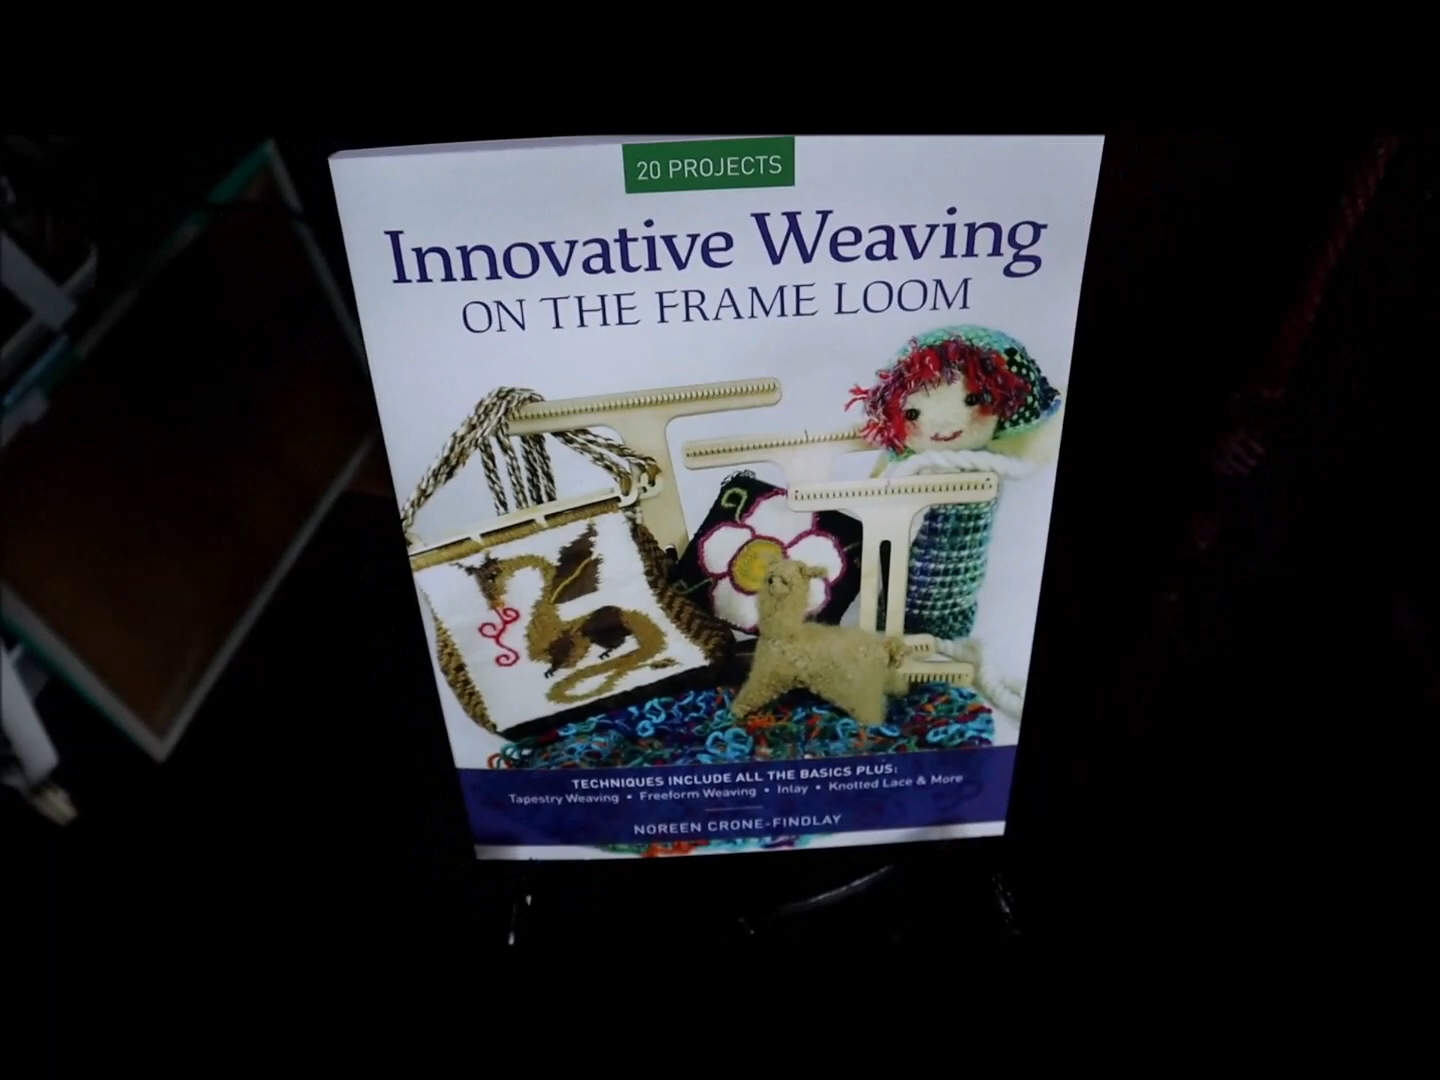 20 PROJECTS
Innovative Weaving
ON THE FRAME LOOM
TECHNIQUES INCLUDE ALL THE BASICS PLUS:
Tapestry Weaving • Freeform Weaving • Inlay • Knotted Lace & More
NOREEN CRONE-FINDLAY